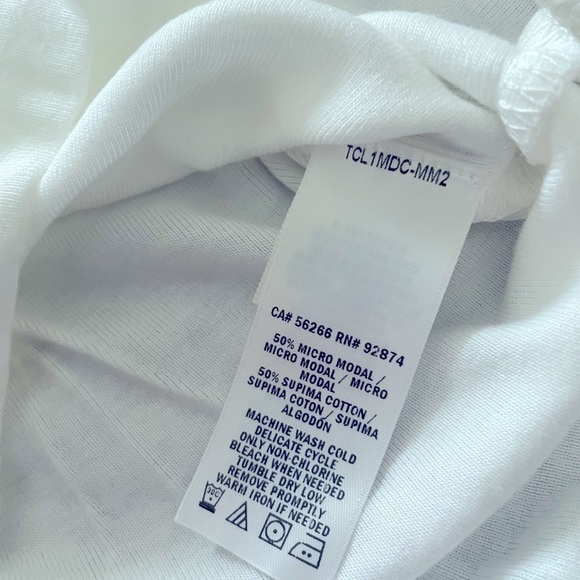 TCL1MDC-MM2
CA# 56266 RN# 92874
50% MICRO MODAL /
MICRO MODAL / MICRO
MODAL
50% SUPIMA COTTON /
SUPIMA COTON / SUPIMA
ALGODÓN
MACHINE WASH COLD
DELICATE CYCLE
ONLY NON-CHLORINE
BLEACH WHEN NEEDED
TUMBLE DRY LOW
REMOVE PROMPTLY
WARM IRON IF NEEDED
30C